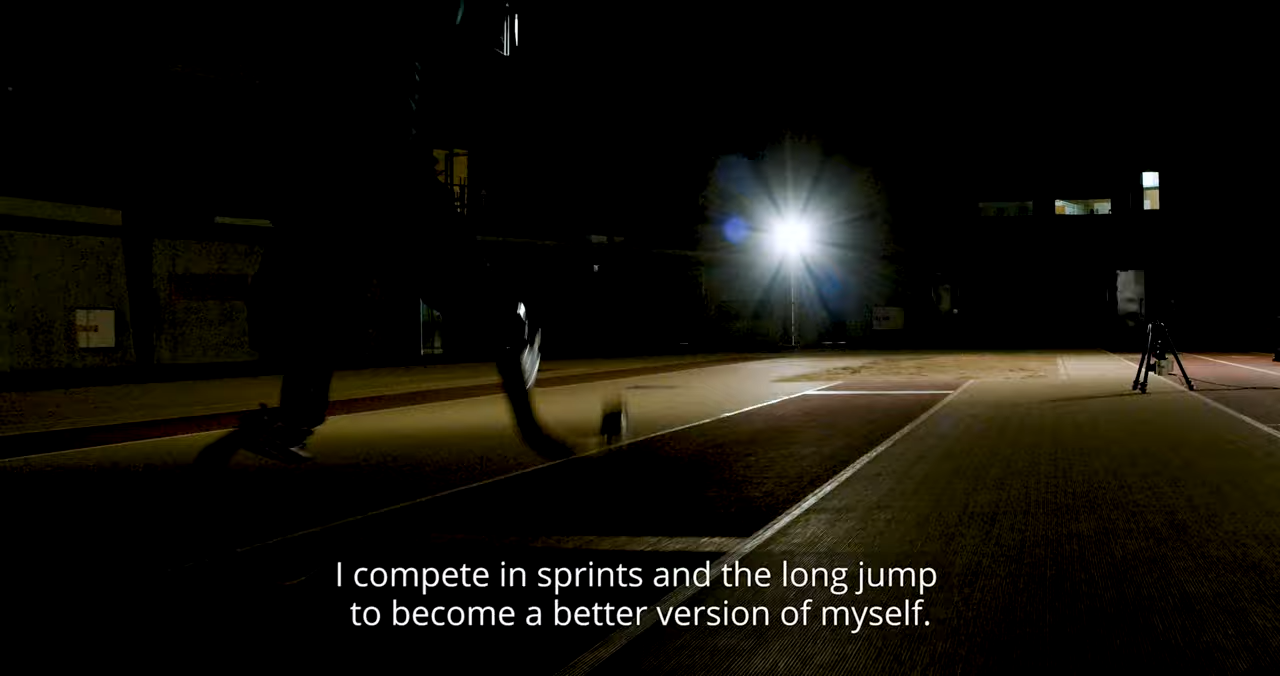 I compete in sprints and the long jump
to become a better version of myself.